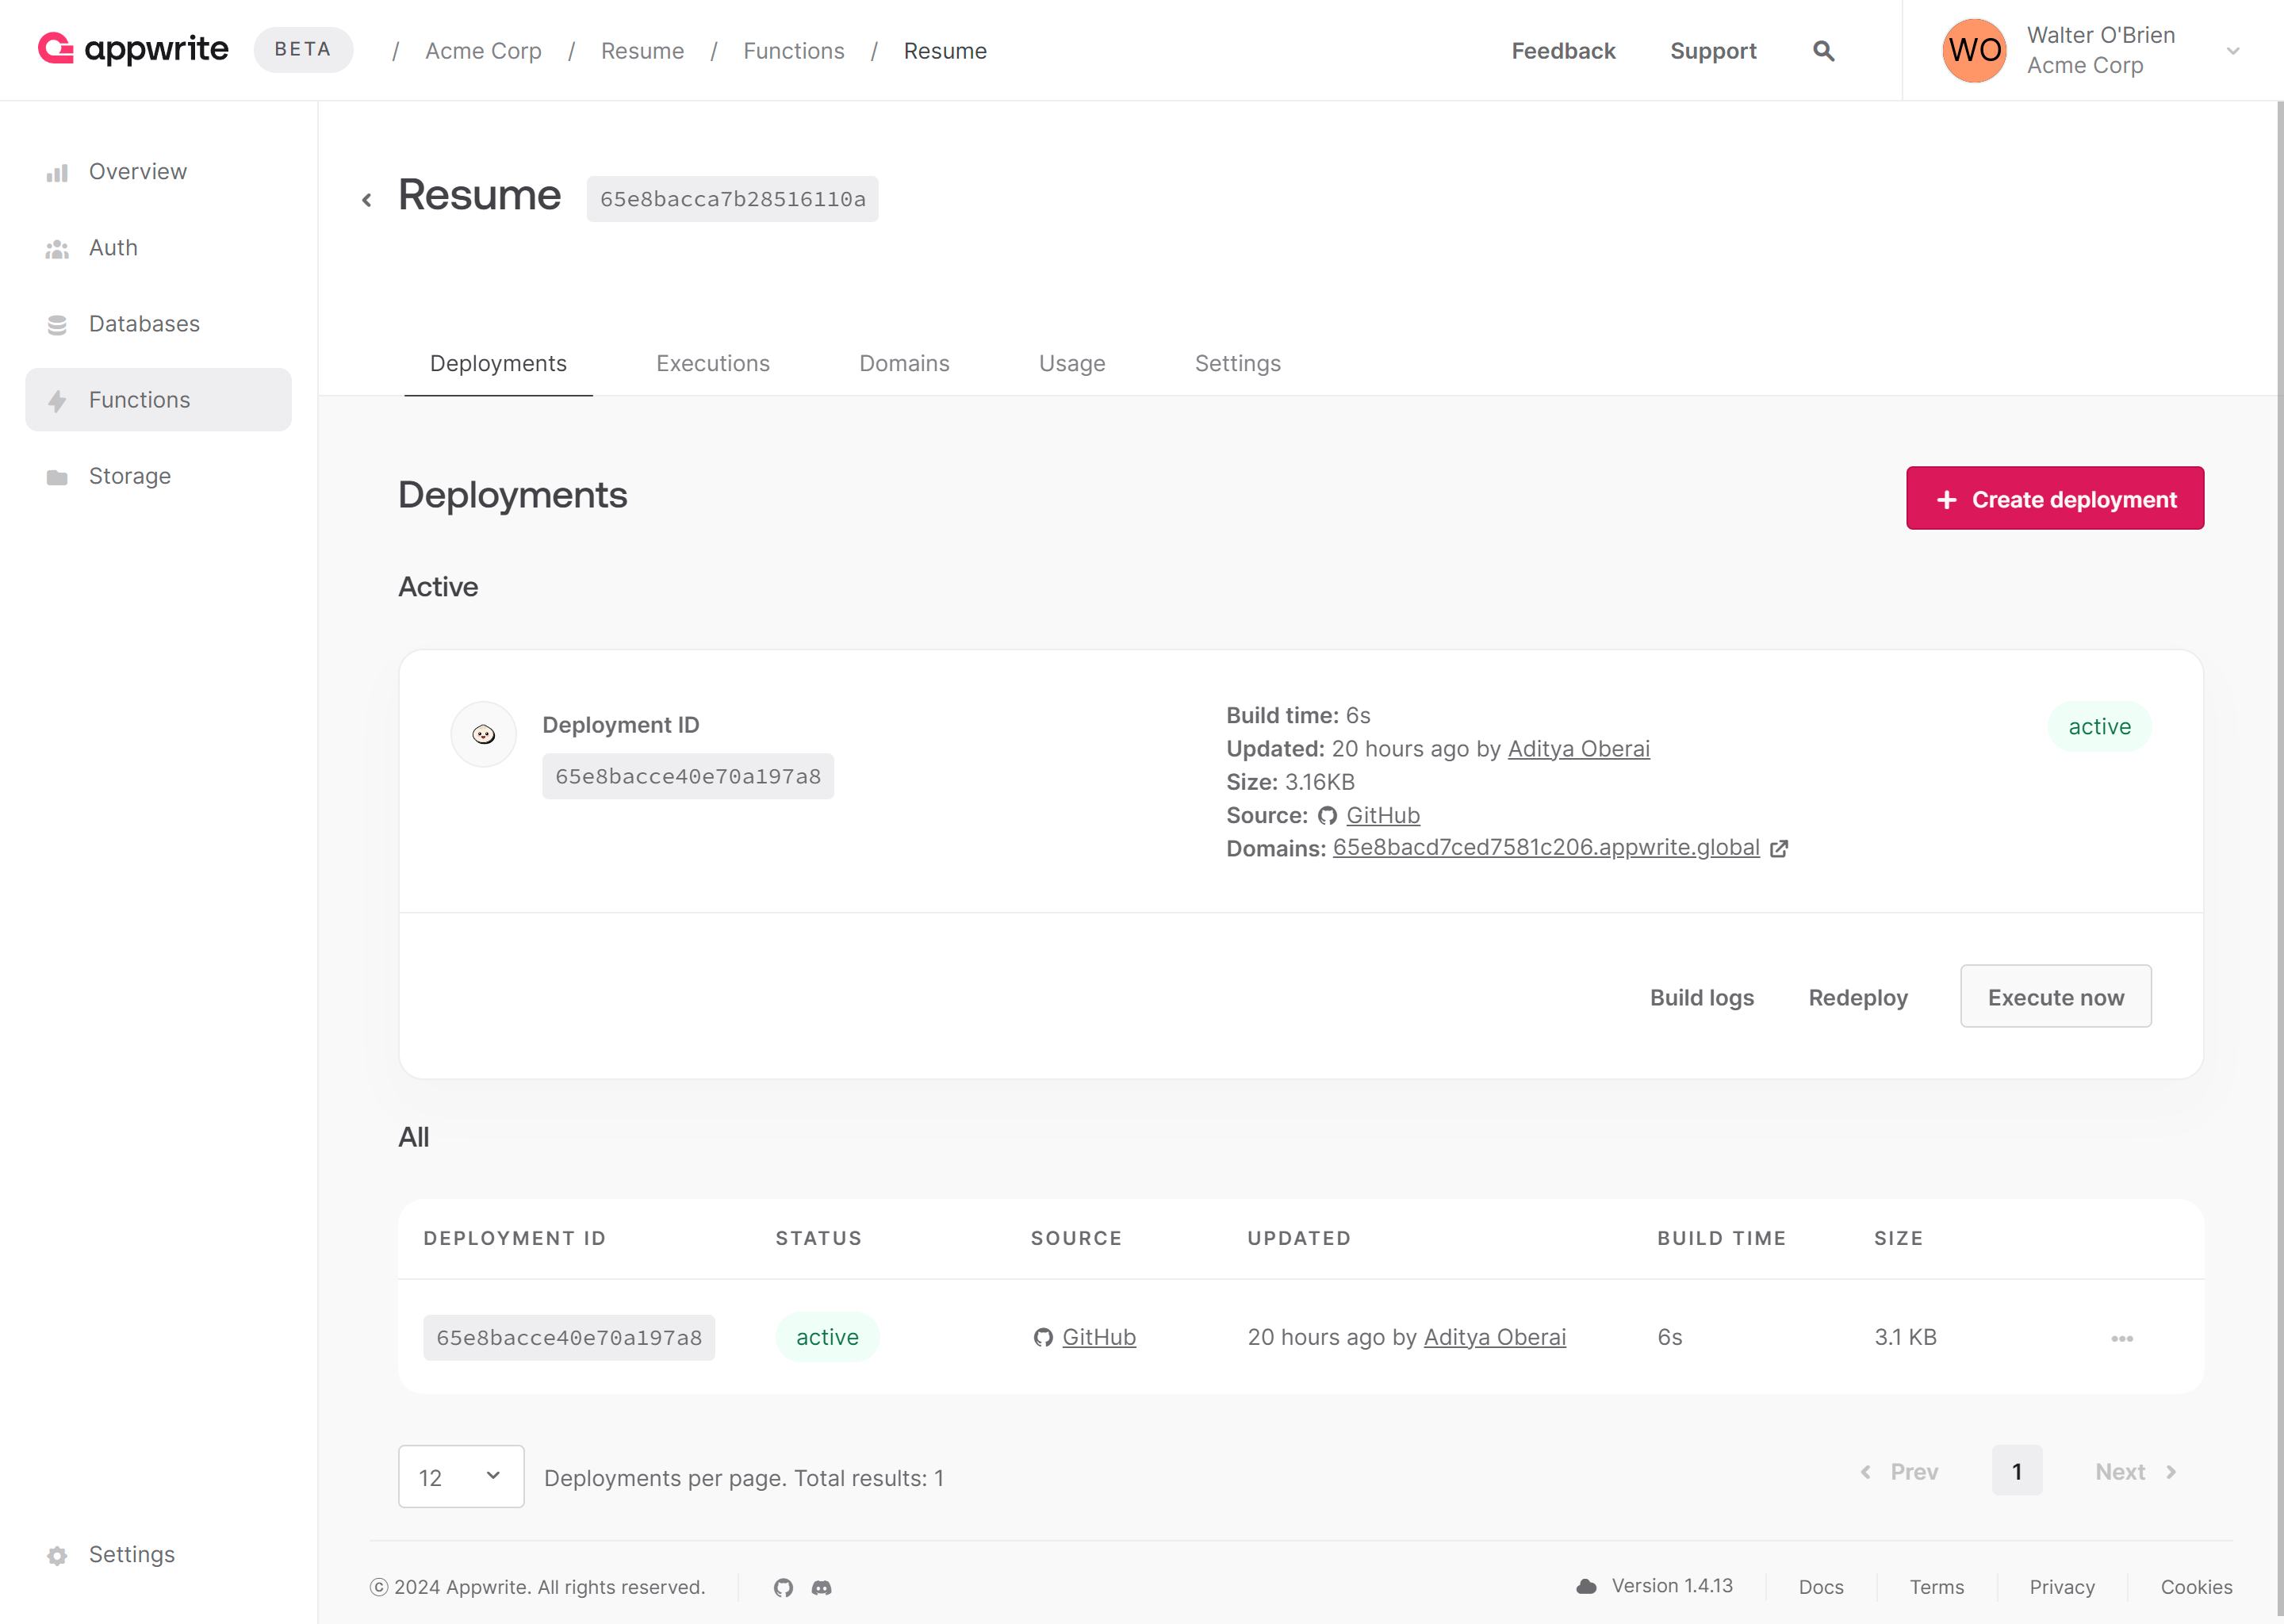 appwrite BETA / Acme Corp / Resume / Functions / Resume Feedback Support WO Walter O'Brien
Acme Corp
Overview
Auth
Databases
Functions
Storage
Settings
Resume 65e8bacca7b28516110a
Deployments Executions Domains Usage Settings
Deployments + Create deployment
Active
Deployment ID
65e8bacce40e70a197a8
Build time: 6s
Updated: 20 hours ago by Aditya Oberai
Size: 3.16KB
Source: GitHub
Domains: 65e8bacd7ced7581c206.appwrite.global
active
Build logs Redeploy Execute now
All
DEPLOYMENT ID STATUS SOURCE UPDATED BUILD TIME SIZE
65e8bacce40e70a197a8 active GitHub 20 hours ago by Aditya Oberai 6s 3.1 KB
12 Deployments per page. Total results: 1 Prev 1 Next
© 2024 Appwrite. All rights reserved. Version 1.4.13 Docs Terms Privacy Cookies